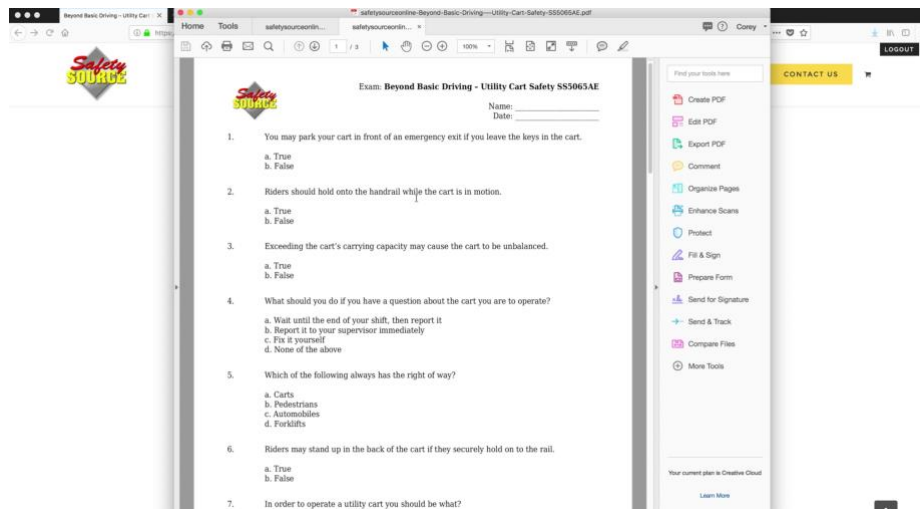 Beyond Basic Driving - Utility Cart
safetysourceonline-Beyond-Basic-Driving----Utility-Cart-Safety-SS5065AE.pdf
Home
Tools
safetysourceonlin...
safetysourceonlin...
Corey
https
1 / 3
100%
LOGOUT
Safety
SOURCE
CONTACT US
Safety
SOURCE
Exam: Beyond Basic Driving - Utility Cart Safety SS5065AE
Name:
Date:
1. You may park your cart in front of an emergency exit if you leave the keys in the cart.
a. True
b. False
2. Riders should hold onto the handrail while the cart is in motion.
a. True
b. False
3. Exceeding the cart's carrying capacity may cause the cart to be unbalanced.
a. True
b. False
4. What should you do if you have a question about the cart you are to operate?
a. Wait until the end of your shift, then report it
b. Report it to your supervisor immediately
c. Fix it yourself
d. None of the above
5. Which of the following always has the right of way?
a. Carts
b. Pedestrians
c. Automobiles
d. Forklifts
6. Riders may stand up in the back of the cart if they securely hold on to the rail.
a. True
b. False
7. In order to operate a utility cart you should be what?
Find your tools here
Create PDF
Edit PDF
Export PDF
Comment
Organize Pages
Enhance Scans
Protect
Fill & Sign
Prepare Form
Send for Signature
Send & Track
Compare Files
More Tools
Your current plan is Creative Cloud
Learn More